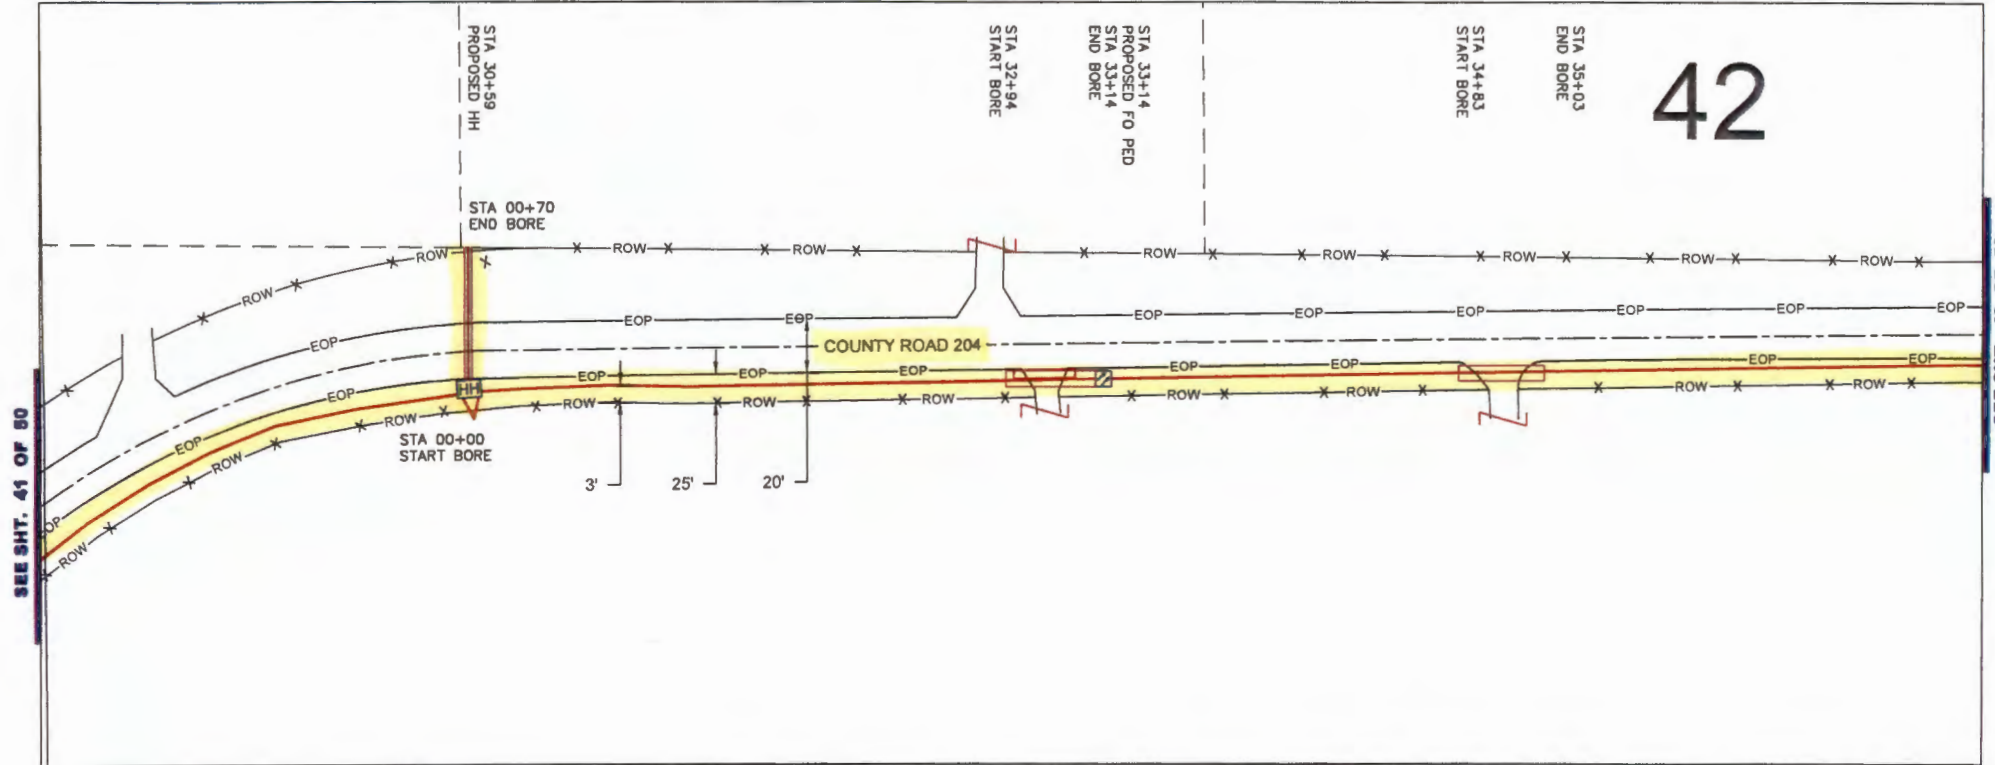 STA 30+59
PROPOSED HH
STA 32+94
START BORE
STA 33+14
PROPOSED FO PED
STA 33+14
END BORE
STA 34+83
START BORE
STA 35+03
END BORE
42
STA 00+70
END BORE
ROW ROW ROW ROW ROW ROW ROW ROW
EOP EOP EOP EOP EOP EOP EOP EOP
COUNTY ROAD 204
EOP EOP EOP EOP EOP EOP EOP EOP EOP
HH
ROW ROW ROW ROW ROW ROW ROW ROW ROW
EOP
STA 00+00
START BORE
3' 25' 20'
SEE SHT. 41 OF 50